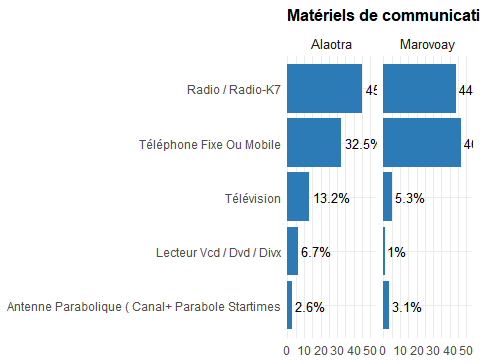 Matériels de communicati
Alaotra Marovoay
Radio / Radio-K7 45 44
Téléphone Fixe Ou Mobile 32.5%
Télévision 13.2% 5.3%
Lecteur Vcd / Dvd / Divx 6.7% 1%
Antenne Parabolique ( Canal+ Parabole Startimes 2.6% 3.1%
0 10 20 30 40 50 0 10 20 30 40 50